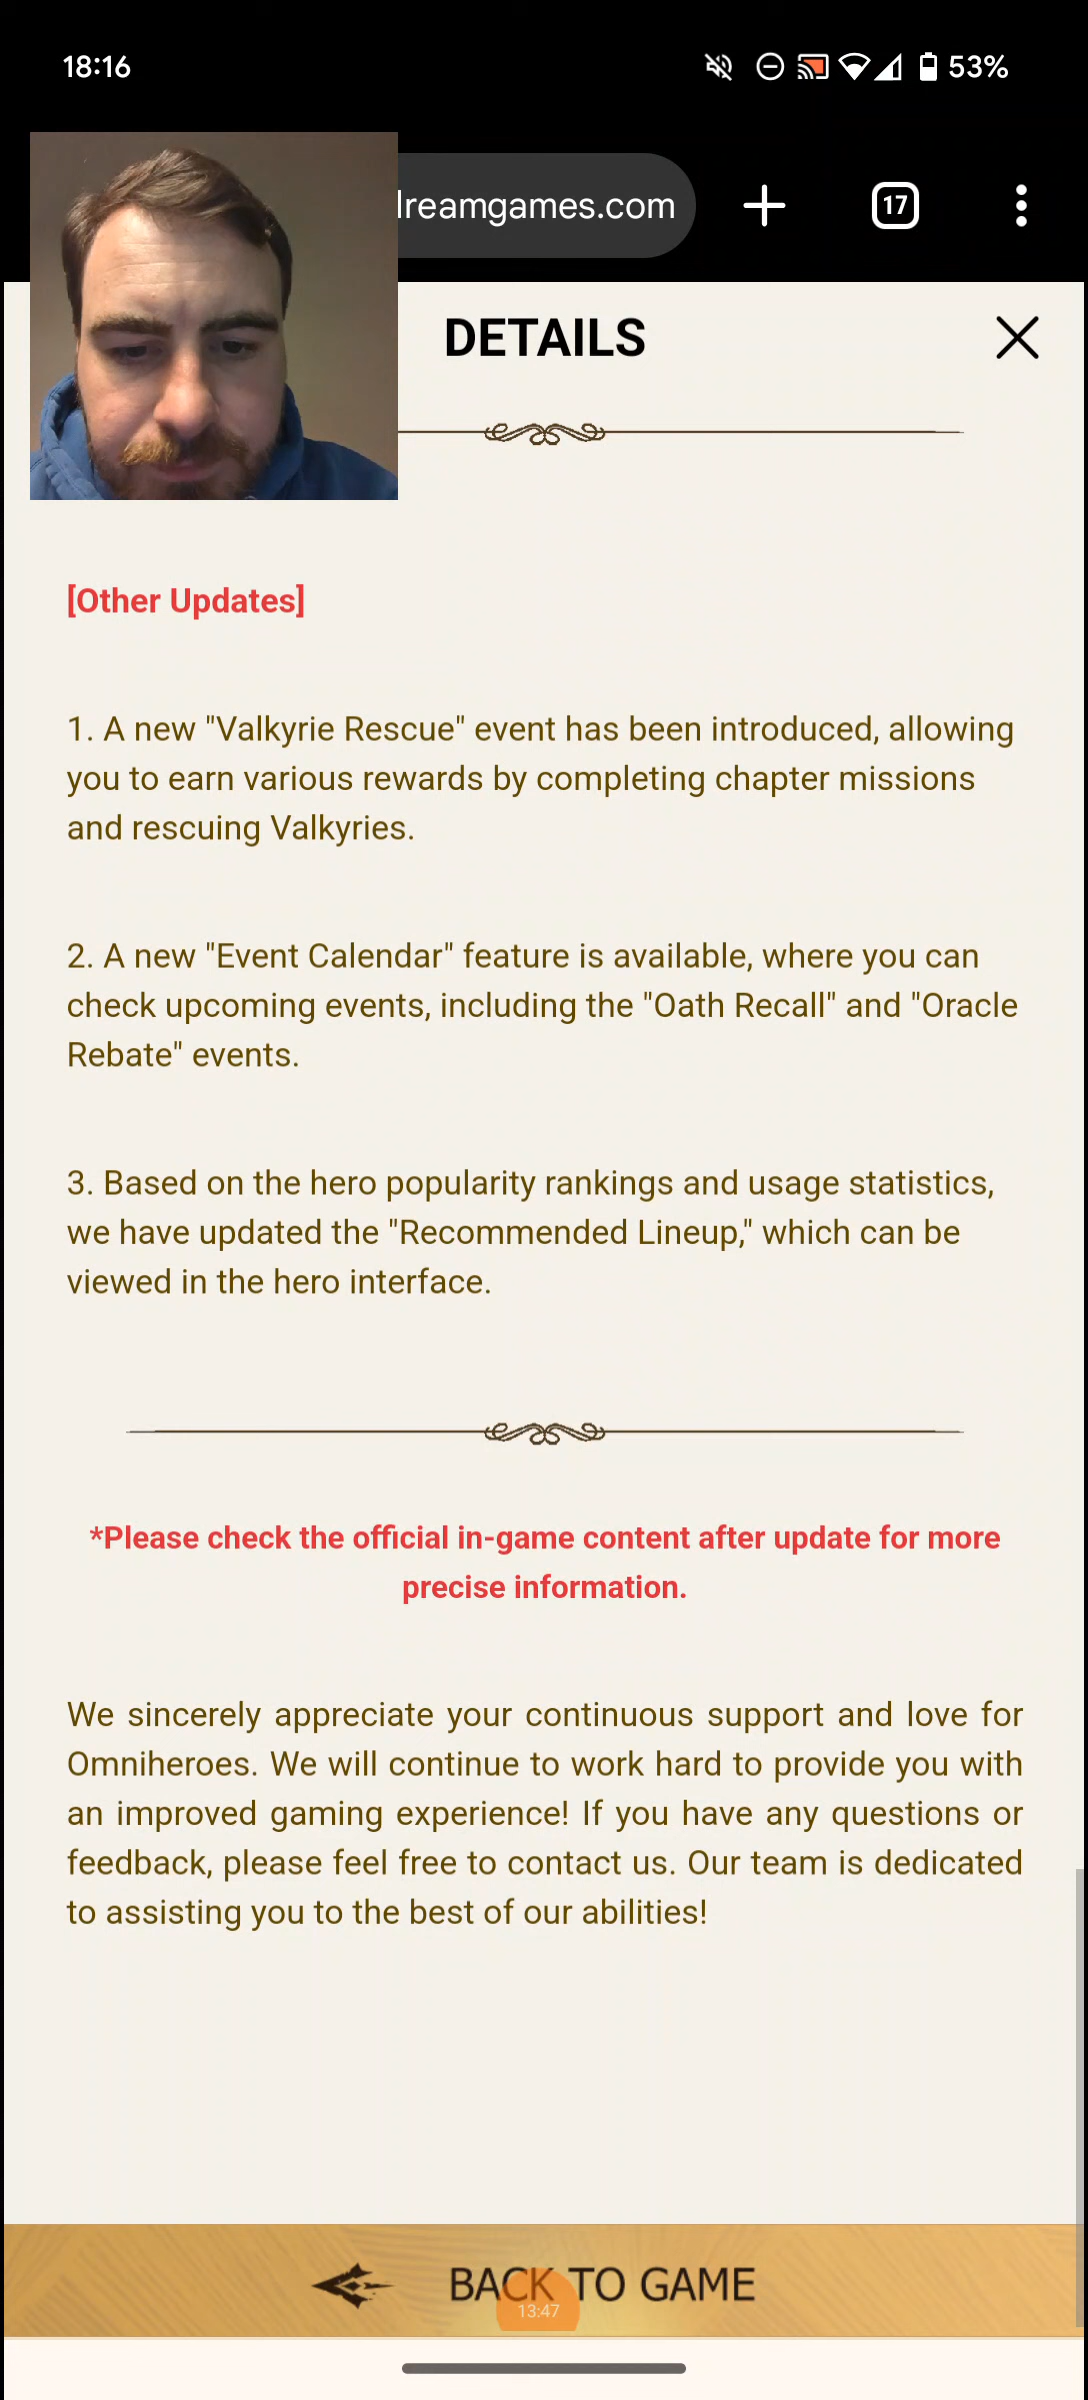 18:16
53%
reamgames.com
17
DETAILS
[Other Updates]
1. A new "Valkyrie Rescue" event has been introduced, allowing
you to earn various rewards by completing chapter missions
and rescuing Valkyries.
2. A new "Event Calendar" feature is available, where you can
check upcoming events, including the "Oath Recall" and "Oracle
Rebate" events.
3. Based on the hero popularity rankings and usage statistics,
we have updated the "Recommended Lineup," which can be
viewed in the hero interface.
*Please check the official in-game content after update for more
precise information.
We sincerely appreciate your continuous support and love for
Omniheroes. We will continue to work hard to provide you with
an improved gaming experience! If you have any questions or
feedback, please feel free to contact us. Our team is dedicated
to assisting you to the best of our abilities!
BACK TO GAME
13:47